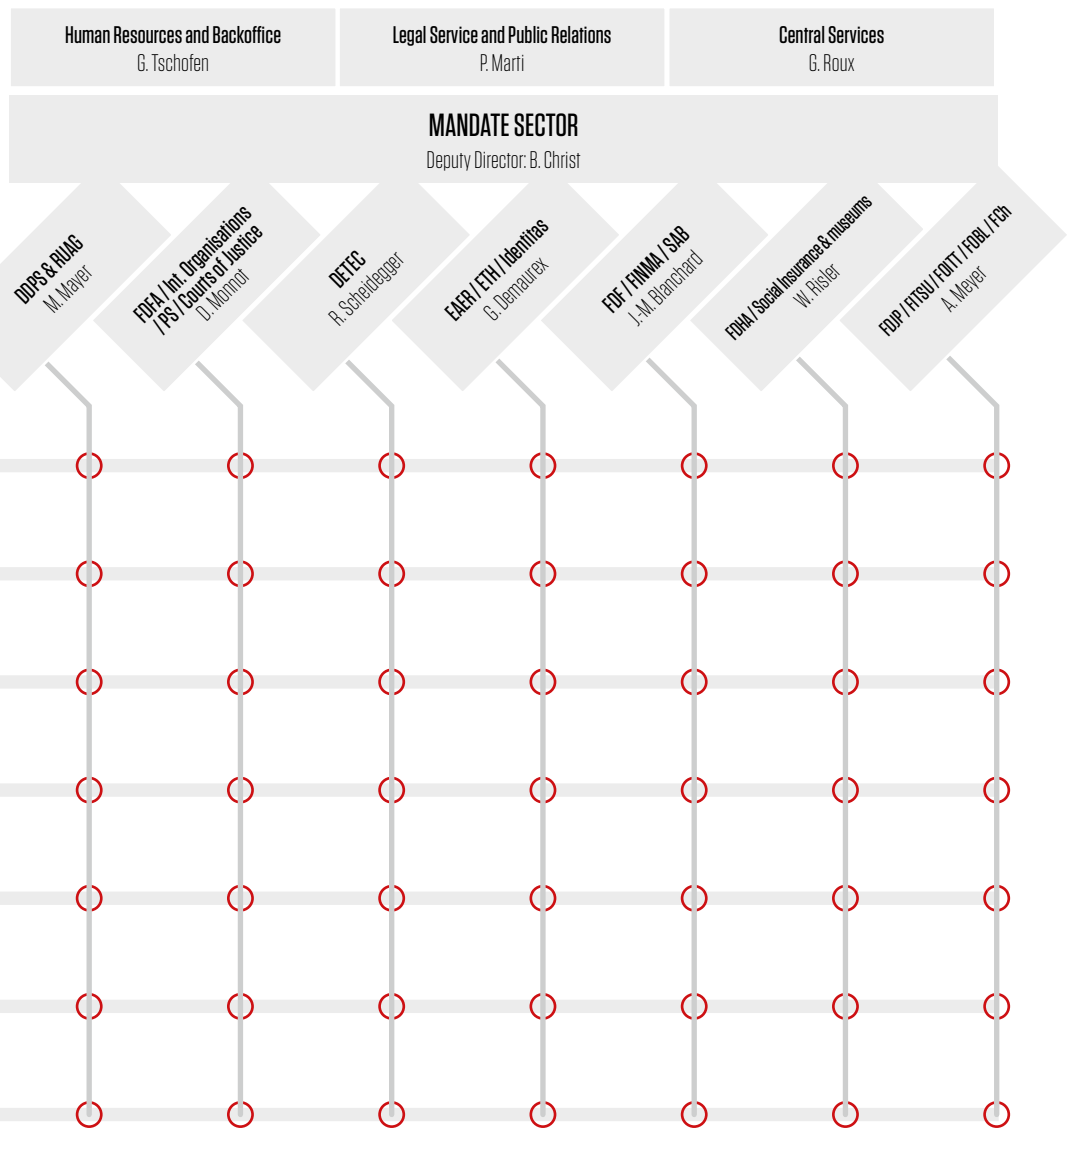 Human Resources and Backoffice
G. Tschofen
Legal Service and Public Relations
P. Marti
Central Services
G. Roux
MANDATE SECTOR
Deputy Director: B. Christ
DDPS & RUAG
M. Mayer
FDFA / Int. Organisations
/ PS / Courts of Justice
D. Monnot
DETEC
R. Scheidegger
EAER / ETH / Identitas
G. Demaurex
FDF / FINMA / SAB
J.-M. Blanchard
FDHA / Social Insurance & museums
W. Risler
FDJP / FITSU / FOITT / FOBL / FCh
A. Meyer